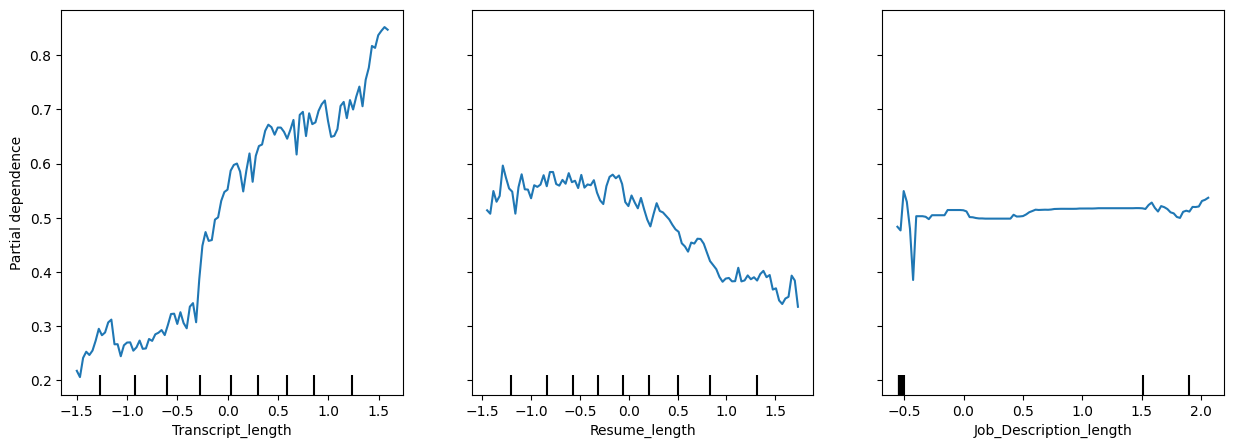 Partial dependence
0.8
0.7
0.6
0.5
0.4
0.3
0.2
−1.5 −1.0 −0.5 0.0 0.5 1.0 1.5
Transcript_length
−1.5 −1.0 −0.5 0.0 0.5 1.0 1.5
Resume_length
−0.5 0.0 0.5 1.0 1.5 2.0
Job_Description_length